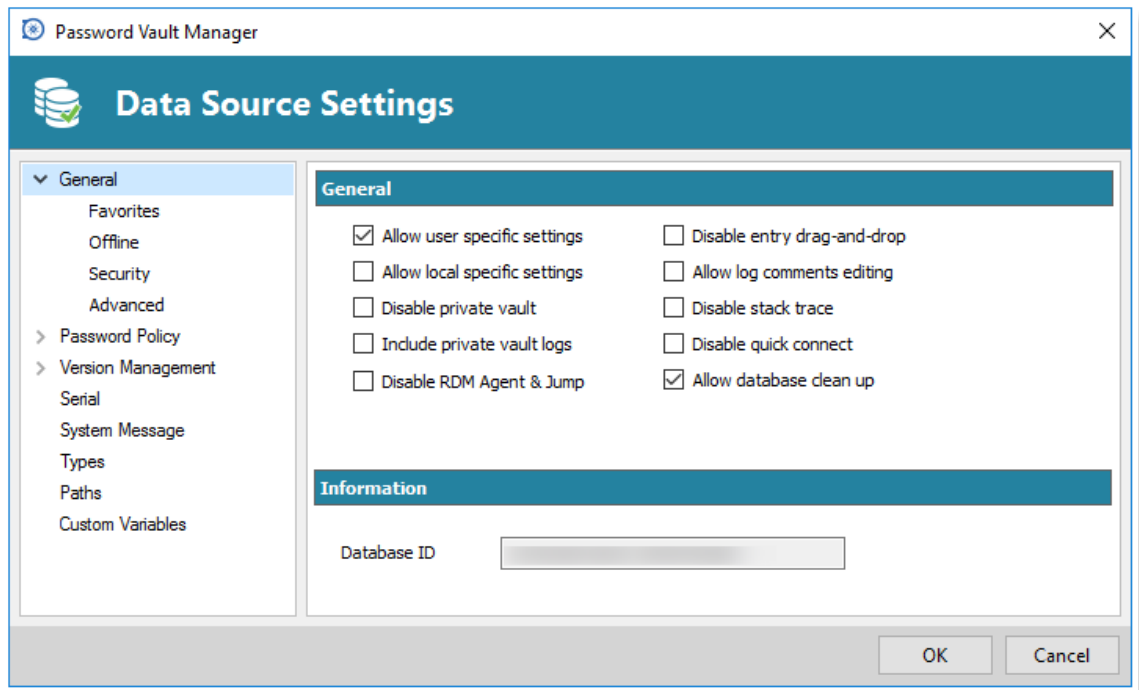 Password Vault Manager
Data Source Settings
General
Favorites
Offline
Security
Advanced
Password Policy
Version Management
Serial
System Message
Types
Paths
Custom Variables
General
Allow user specific settings
Disable entry drag-and-drop
Allow local specific settings
Allow log comments editing
Disable private vault
Disable stack trace
Include private vault logs
Disable quick connect
Disable RDM Agent & Jump
Allow database clean up
Information
Database ID
OK
Cancel